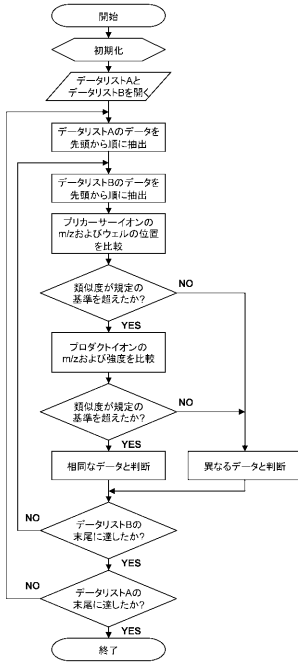 開始
初期化
データリストAと
データリストBを開く
データリストAのデータを
先頭から順に抽出
データリストBのデータを
先頭から順に抽出
プリカーサーイオンの
m/zおよびウェルの位置
を比較
類似度が規定の
基準を超えたか?
NO
YES
プロダクトイオンの
m/zおよび強度を比較
類似度が規定の
基準を超えたか?
NO
YES
相同なデータと判断
異なるデータと判断
データリストBの
末尾に達したか?
NO
YES
データリストAの
末尾に達したか?
NO
YES
終了